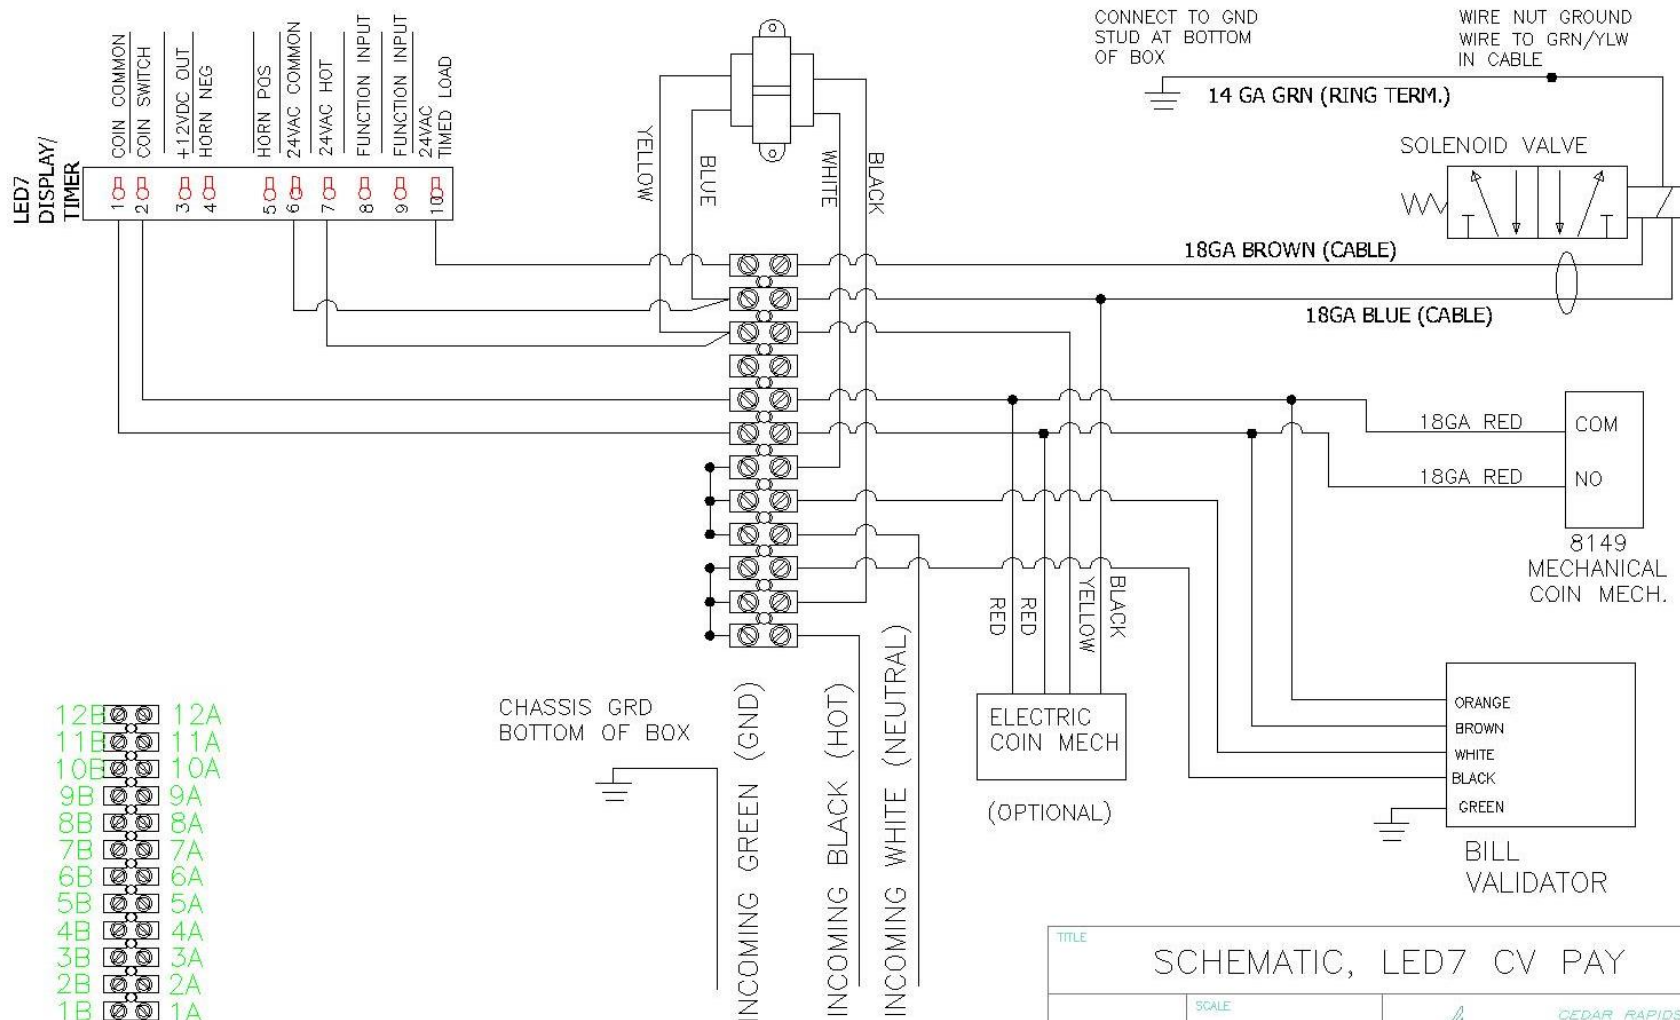 CONNECT TO GND
STUD AT BOTTOM
OF BOX
WIRE NUT GROUND
WIRE TO GRN/YLW
IN CABLE
14 GA GRN (RING TERM.)
SOLENOID VALVE
COIN COMMON
COIN SWITCH
+12VDC OUT
HORN NEG
HORN POS
24VAC COMMON
24VAC HOT
FUNCTION INPUT
FUNCTION INPUT
24VAC
TIMED LOAD
LED7
DISPLAY/
TIMER
1
2
3
4
5
6
7
8
9
10
YELLOW
BLUE
WHITE
BLACK
18GA BROWN (CABLE)
18GA BLUE (CABLE)
18GA RED
COM
18GA RED
NO
8149
MECHANICAL
COIN MECH.
RED
RED
YELLOW
BLACK
ELECTRIC
COIN MECH
(OPTIONAL)
ORANGE
BROWN
WHITE
BLACK
GREEN
BILL
VALIDATOR
CHASSIS GRD
BOTTOM OF BOX
INCOMING GREEN (GND)
INCOMING BLACK (HOT)
INCOMING WHITE (NEUTRAL)
12B 12A
11B 11A
10B 10A
9B 9A
8B 8A
7B 7A
6B 6A
5B 5A
4B 4A
3B 3A
2B 2A
1B 1A
TITLE
SCHEMATIC, LED7 CV PAY
SCALE
CEDAR RAPIDS